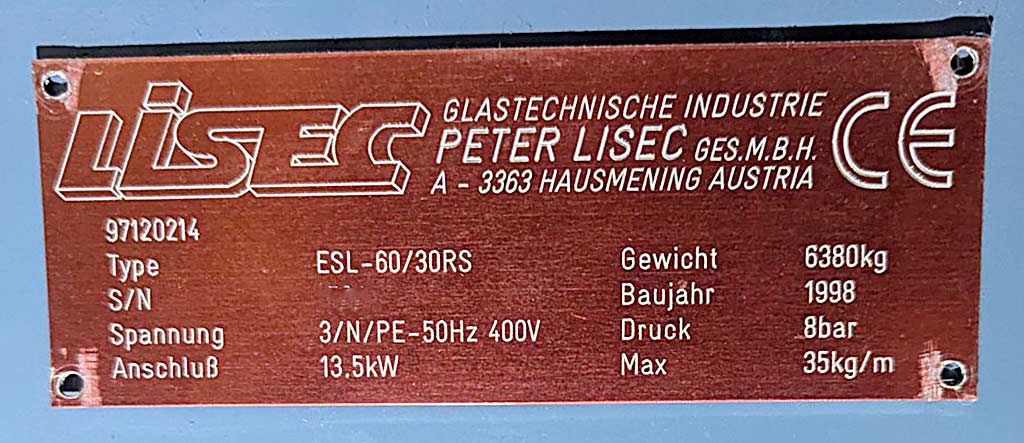 LiSEC
GLASTECHNISCHE INDUSTRIE
PETER LISEC GES.M.B.H.
A - 3363 HAUSMENING AUSTRIA
CE
97120214
Type ESL-60/30RS Gewicht 6380kg
S/N Baujahr 1998
Spannung 3/N/PE-50Hz 400V Druck 8bar
Anschluß 13.5kW Max 35kg/m